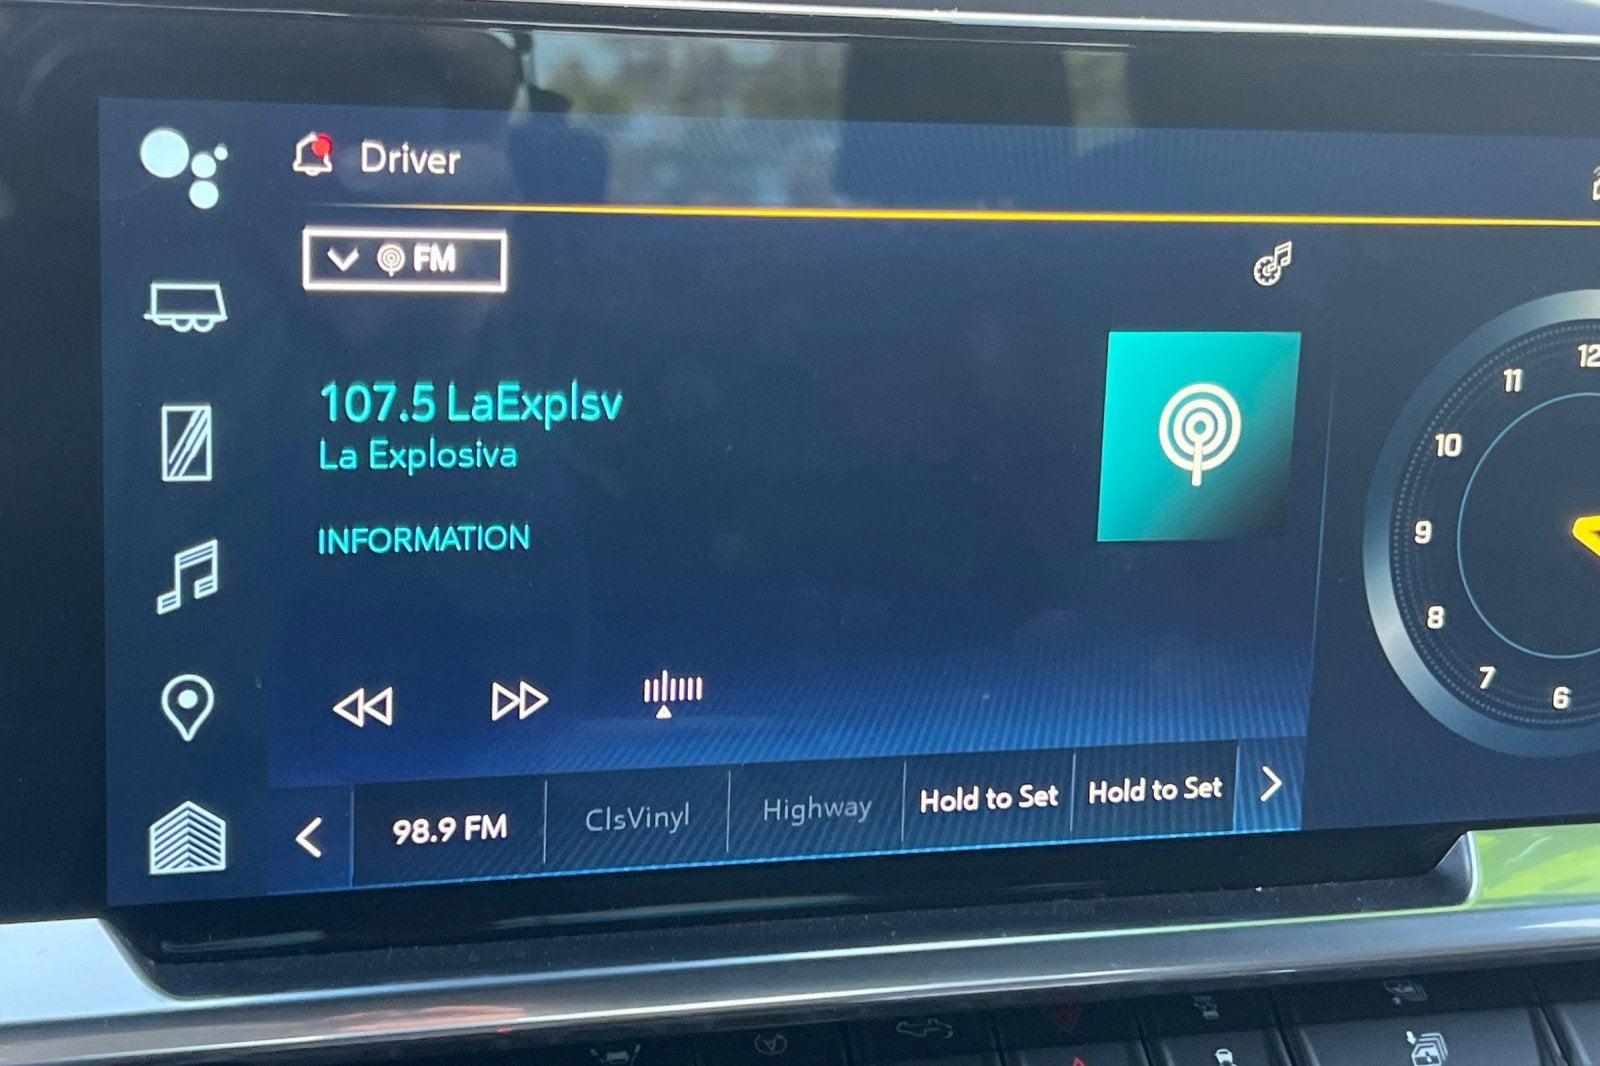 Driver
FM
107.5 LaExplsv
La Explosiva
INFORMATION
98.9 FM
ClsVinyl
Highway
Hold to Set
Hold to Set
12
11
10
9
8
7
6